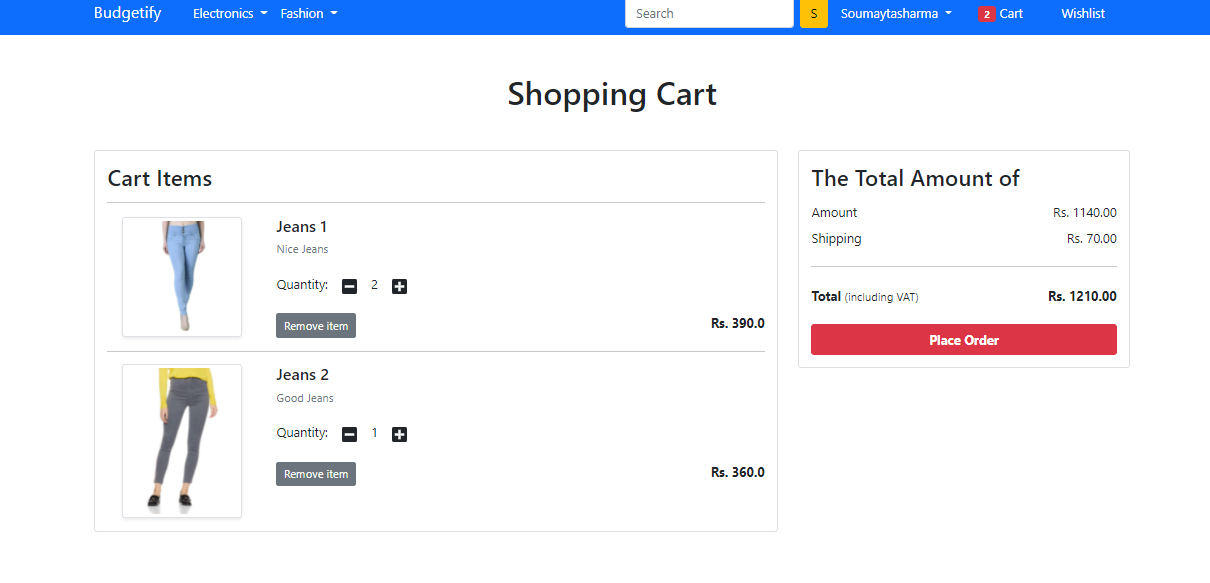 Budgetify Electronics Fashion Search S Soumaytasharma 2 Cart Wishlist
Shopping Cart
Cart Items
Jeans 1
Nice Jeans
Quantity: 2
Remove item Rs. 390.0
Jeans 2
Good Jeans
Quantity: 1
Remove item Rs. 360.0
The Total Amount of
Amount Rs. 1140.00
Shipping Rs. 70.00
Total (including VAT) Rs. 1210.00
Place Order